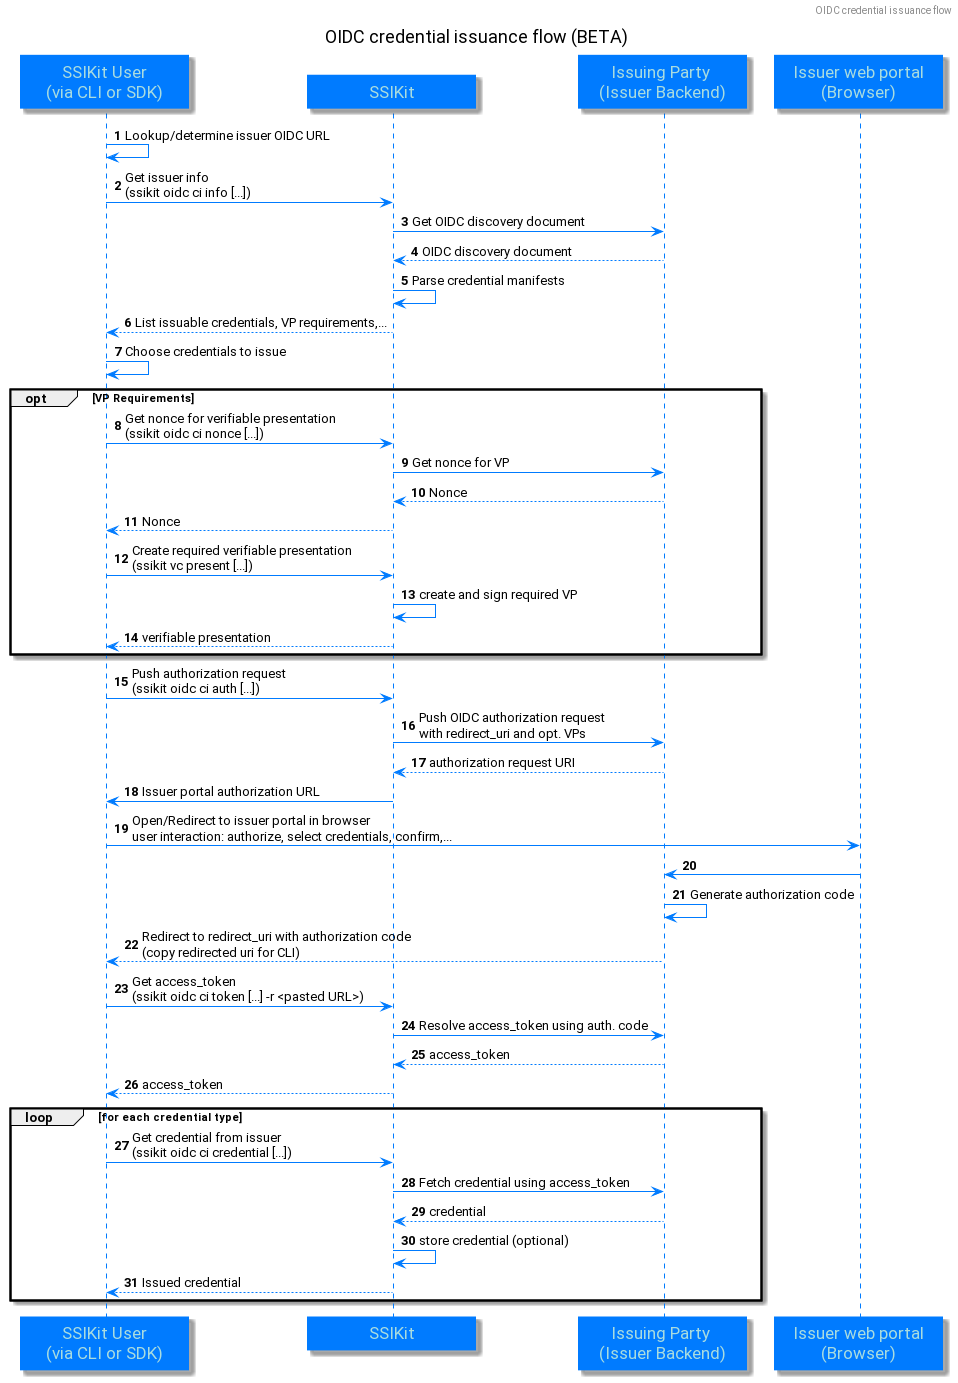 OIDC credential issuance flow
OIDC credential issuance flow (BETA)
SSIKit User
(via CLI or SDK)
SSIKit
Issuing Party
(Issuer Backend)
Issuer web portal
(Browser)
1 Lookup/determine issuer OIDC URL
2 Get issuer info
(ssikit oidc ci info [...])
3 Get OIDC discovery document
4 OIDC discovery document
5 Parse credential manifests
6 List issuable credentials, VP requirements,...
7 Choose credentials to issue
opt [VP Requirements]
8 Get nonce for verifiable presentation
(ssikit oidc ci nonce [...])
9 Get nonce for VP
10 Nonce
11 Nonce
12 Create required verifiable presentation
(ssikit vc present [...])
13 create and sign required VP
14 verifiable presentation
15 Push authorization request
(ssikit oidc ci auth [...])
16 Push OIDC authorization request
with redirect_uri and opt. VPs
17 authorization request URI
18 Issuer portal authorization URL
19 Open/Redirect to issuer portal in browser
user interaction: authorize, select credentials, confirm,...
20
21 Generate authorization code
22 Redirect to redirect_uri with authorization code
(copy redirected uri for CLI)
23 Get access_token
(ssikit oidc ci token [...] -r <pasted URL>)
24 Resolve access_token using auth. code
25 access_token
26 access_token
loop [for each credential type]
27 Get credential from issuer
(ssikit oidc ci credential [...])
28 Fetch credential using access_token
29 credential
30 store credential (optional)
31 Issued credential
SSIKit User
(via CLI or SDK)
SSIKit
Issuing Party
(Issuer Backend)
Issuer web portal
(Browser)